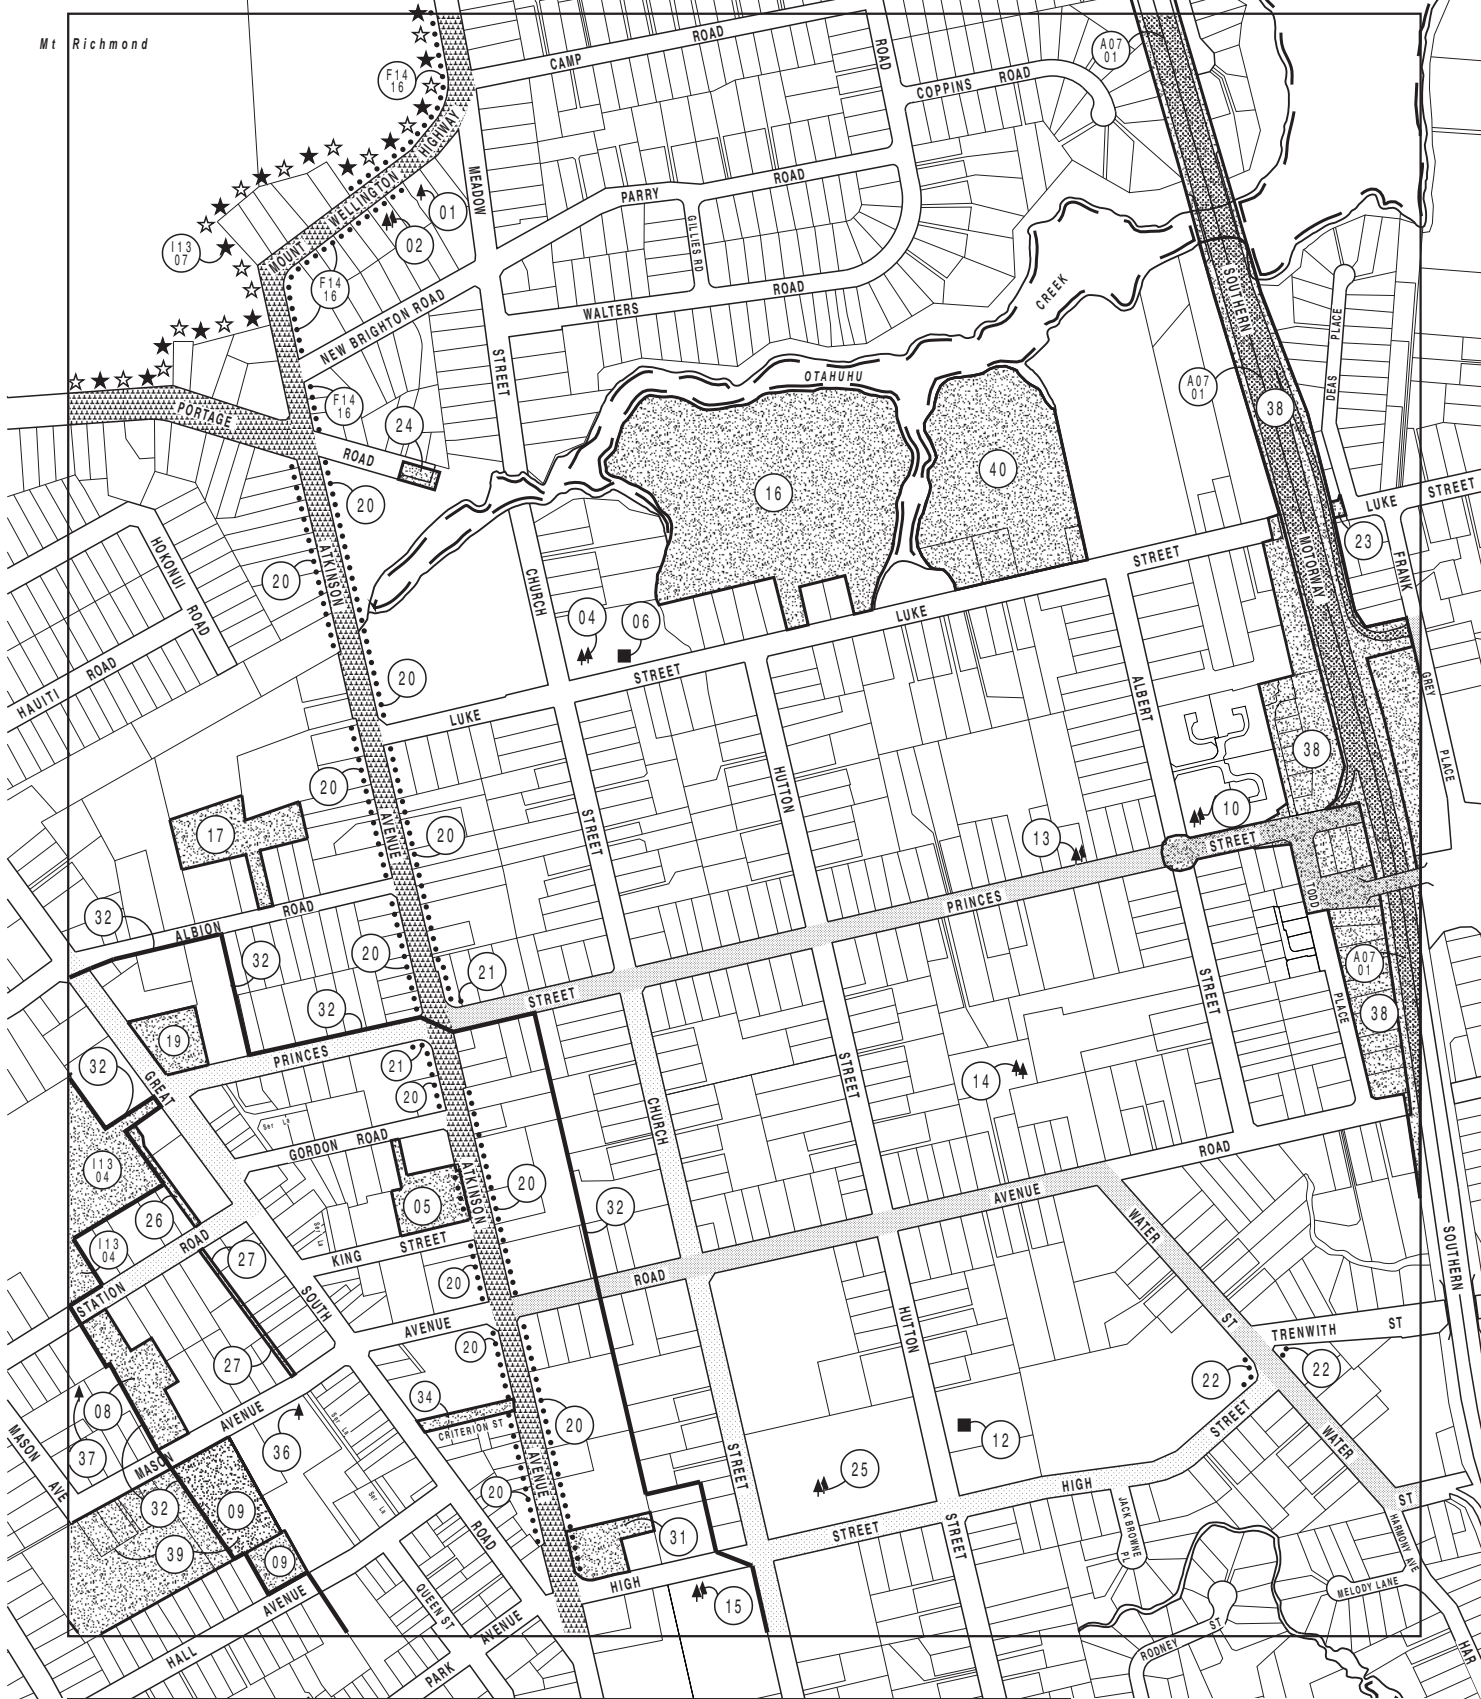 Mt Richmond
CAMP
ROAD
ROAD
COPPINS
ROAD
A07
01
F14
16
HIGHWAY
WELLINGTON
MOUNT
MEADOW
01
02
I13
07
F14
16
PARRY
ROAD
GILLIES RD
WALTERS
ROAD
NEW BRIGHTON ROAD
CREEK
OTAHUHU
SOUTHERN
DEAS
PLACE
STREET
A07
01
38
PORTAGE
ROAD
F14
16
24
20
16
40
LUKE
STREET
23
FRANK
MOTORWAY
HOKONUI
ROAD
ATKINSON
20
CHURCH
04
06
LUKE
STREET
STREET
HAUITI
ROAD
20
LUKE
ALBERT
GREY
PLACE
38
17
20
AVENUE
20
STREET
HUTTON
13
10
STREET
PRINCES
TODD
PLACE
32
ALBION
ROAD
32
20
21
STREET
32
STREET
A07
01
38
19
PRINCES
21
20
32
GREAT
Ser La
GORDON
ROAD
CHURCH
STREET
14
I13
04
05
ATKINSON
20
32
ROAD
AVENUE
WATER
26
ROAD
I13
04
STATION
27
Ser La
KING
STREET
20
ROAD
SOUTHERN
SOUTH
AVENUE
20
HUTTON
ST
TRENWITH
ST
27
08
34
CRITERION ST
20
22
22
37
MASON
AVENUE
36
Ser La
12
STREET
WATER
MASON
AVE
32
09
Ser La
20
AVENUE
STREET
25
HIGH
ST
39
09
ROAD
31
STREET
STREET
JACK BROWNE
PL
HARMONY AVE
HIGH
15
MELODY LANE
AVENUE
QUEEN ST
AVENUE
RODNEY
ST
HALL
PARK
HAR